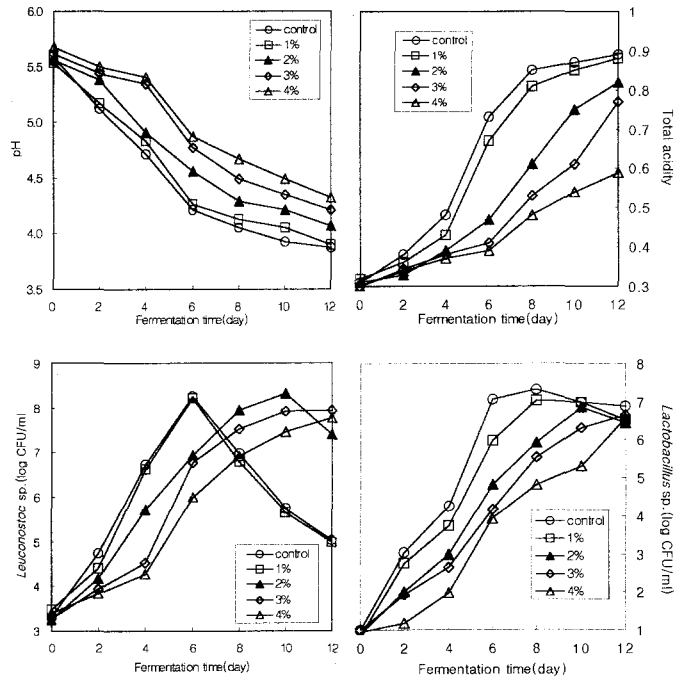 6.0
5.5
5.0
4.5
4.0
3.5
pH
control
1%
2%
3%
4%
0 2 4 6 8 10 12
Fermentation time(day)
1
0.9
0.8
0.7
0.6
0.5
0.4
0.3
Total acidity
control
1%
2%
3%
4%
0 2 4 6 8 10 12
Fermentation time(day)
9
8
7
6
5
4
3
Leuconostoc sp.(log CFU/ml)
control
1%
2%
3%
4%
0 2 4 6 8 10 12
Fermentation time(day)
8
7
6
5
4
3
2
1
Lactobacillus sp.(log CFU/ml)
control
1%
2%
3%
4%
0 2 4 6 8 10 12
Fermentation time(day)